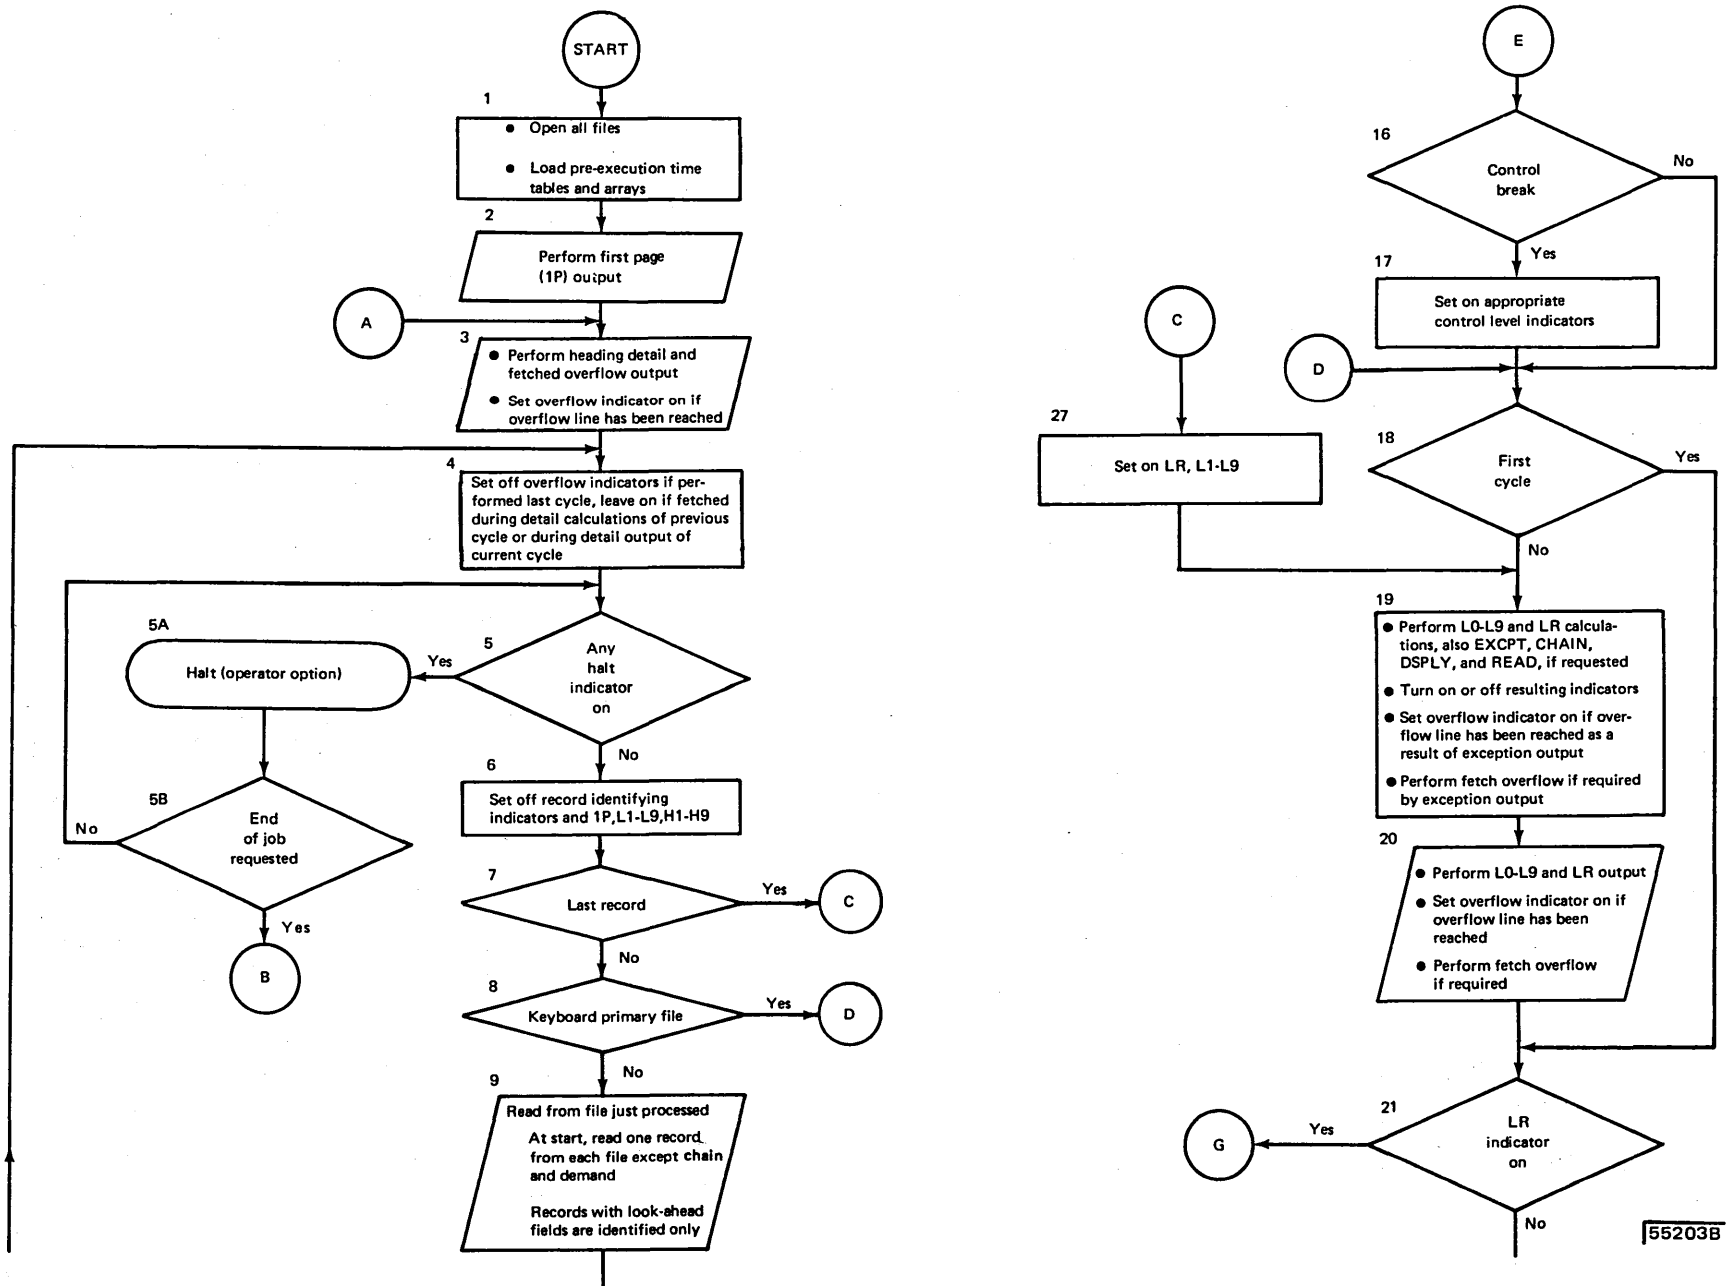 START
1
● Open all files
● Load pre-execution time
tables and arrays
2
Perform first page
(1P) output
A
3
● Perform heading detail and
fetched overflow output
● Set overflow indicator on if
overflow line has been reached
4
Set off overflow indicators if per-
formed last cycle, leave on if fetched
during detail calculations of previous
cycle or during detail output of
current cycle
5A
Halt (operator option)
Yes
5
Any
halt
indicator
on
No
5B
End
of job
requested
No
Yes
B
6
Set off record identifying
indicators and 1P,L1-L9,H1-H9
7
Last record
Yes
C
No
8
Keyboard primary file
Yes
D
No
9
Read from file just processed
At start, read one record
from each file except chain
and demand
Records with look-ahead
fields are identified only
E
16
Control
break
No
Yes
17
Set on appropriate
control level indicators
C
D
27
Set on LR, L1-L9
18
First
cycle
Yes
No
19
● Perform L0-L9 and LR calcula-
tions, also EXCPT, CHAIN,
DSPLY, and READ, if requested
● Turn on or off resulting indicators
● Set overflow indicator on if over-
flow line has been reached as a
result of exception output
● Perform fetch overflow if required
by exception output
20
● Perform L0-L9 and LR output
● Set overflow indicator on if
overflow line has been
reached
● Perform fetch overflow
if required
21
LR
indicator
on
Yes
G
No
55203B